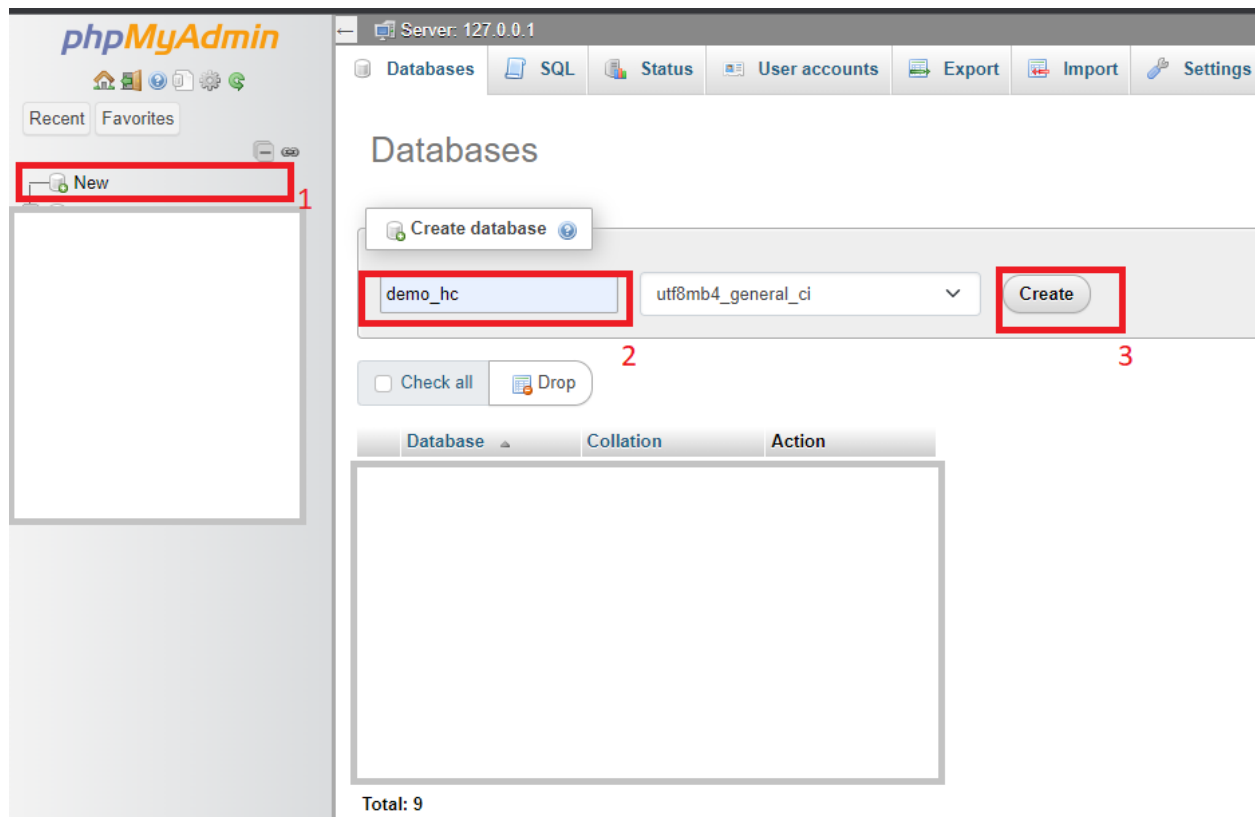 phpMyAdmin
Recent Favorites
New
1
Server: 127.0.0.1
Databases SQL Status User accounts Export Import Settings
Databases
Create database
demo_hc utf8mb4_general_ci Create
2 3
Check all Drop
Database Collation Action
Total: 9